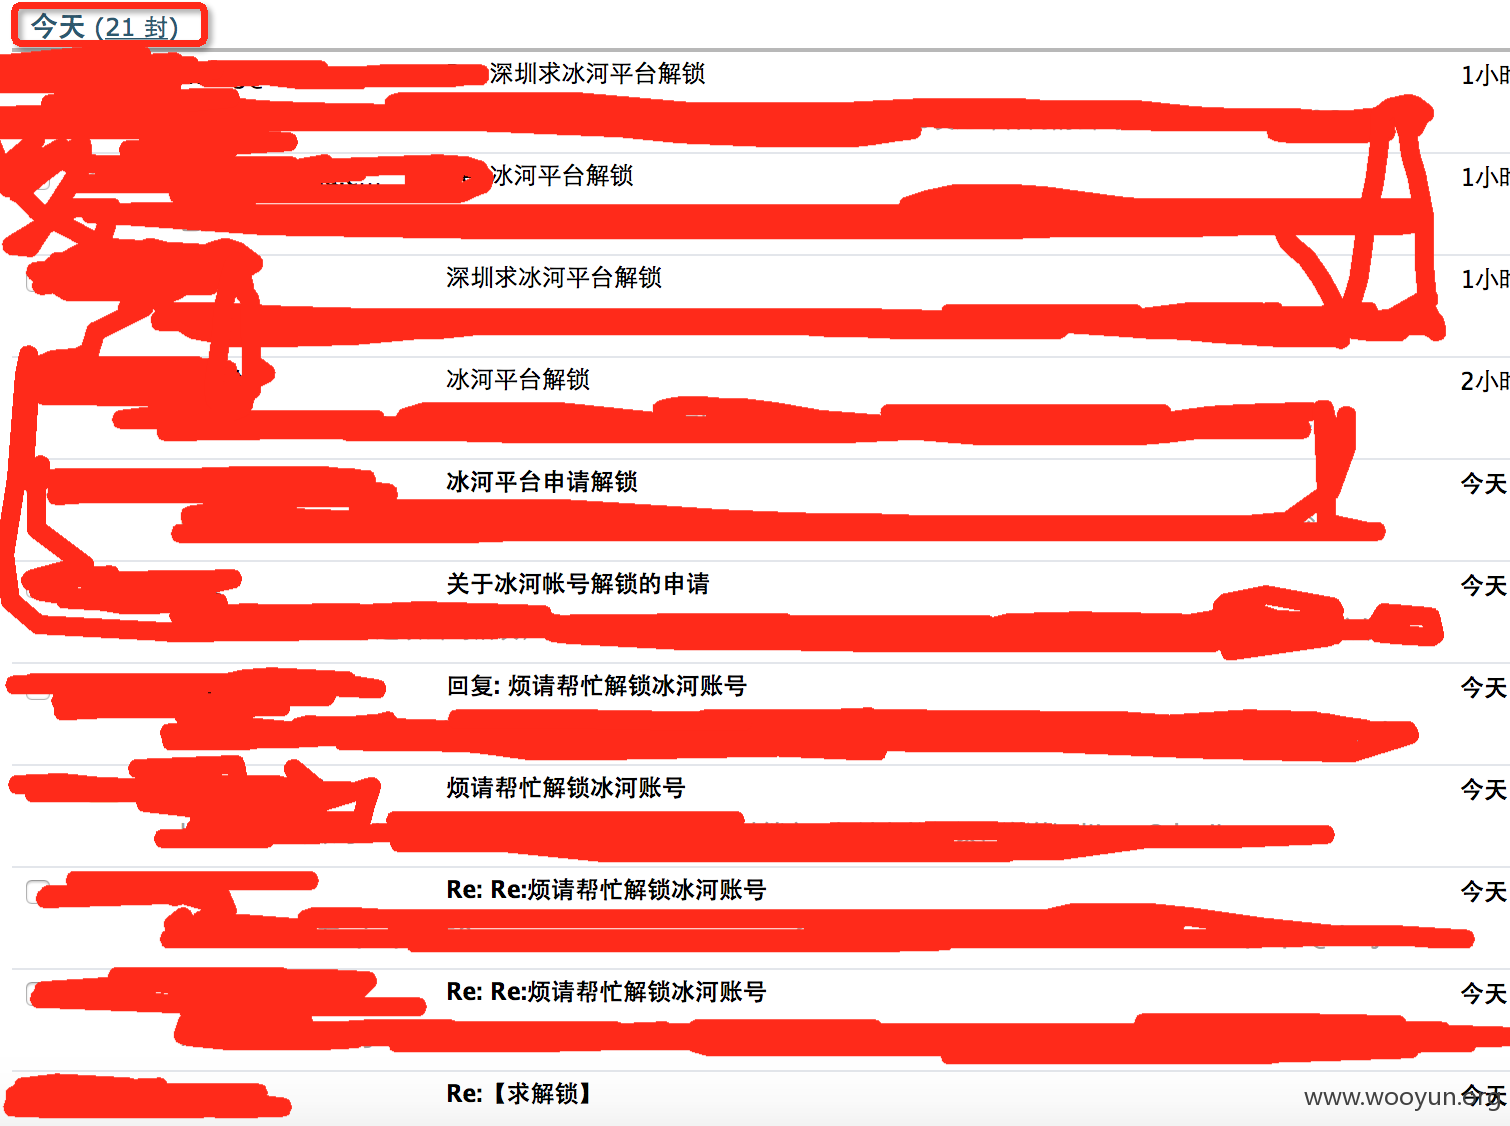 今天 (21 封)
深圳求冰河平台解锁 1小时
冰河平台解锁 1小时
深圳求冰河平台解锁 1小时
冰河平台解锁 2小时
冰河平台申请解锁 今天
关于冰河帐号解锁的申请 今天
回复: 烦请帮忙解锁冰河账号 今天
烦请帮忙解锁冰河账号 今天
Re: Re:烦请帮忙解锁冰河账号 今天
Re: Re:烦请帮忙解锁冰河账号 今天
Re:【求解锁】 今天
www.wooyun.org